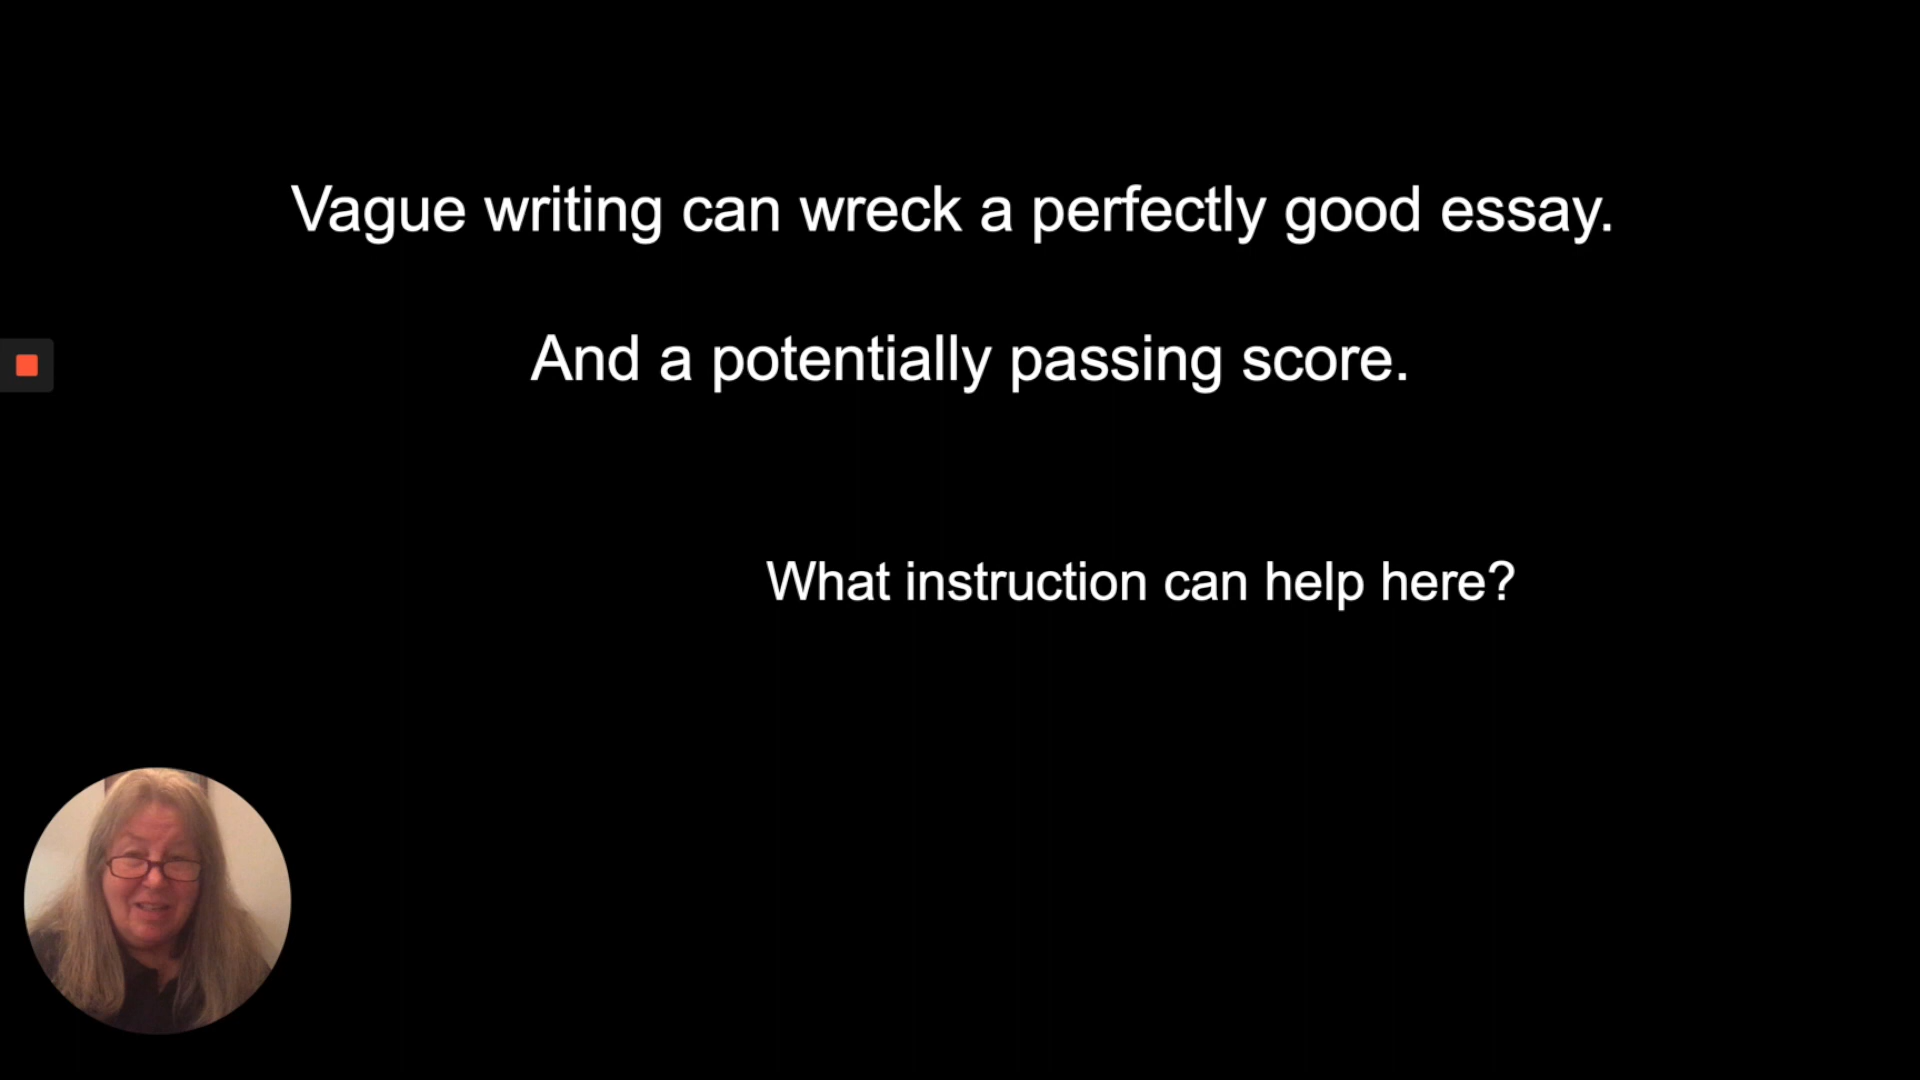 Vague writing can wreck a perfectly good essay.
And a potentially passing score.
What instruction can help here?